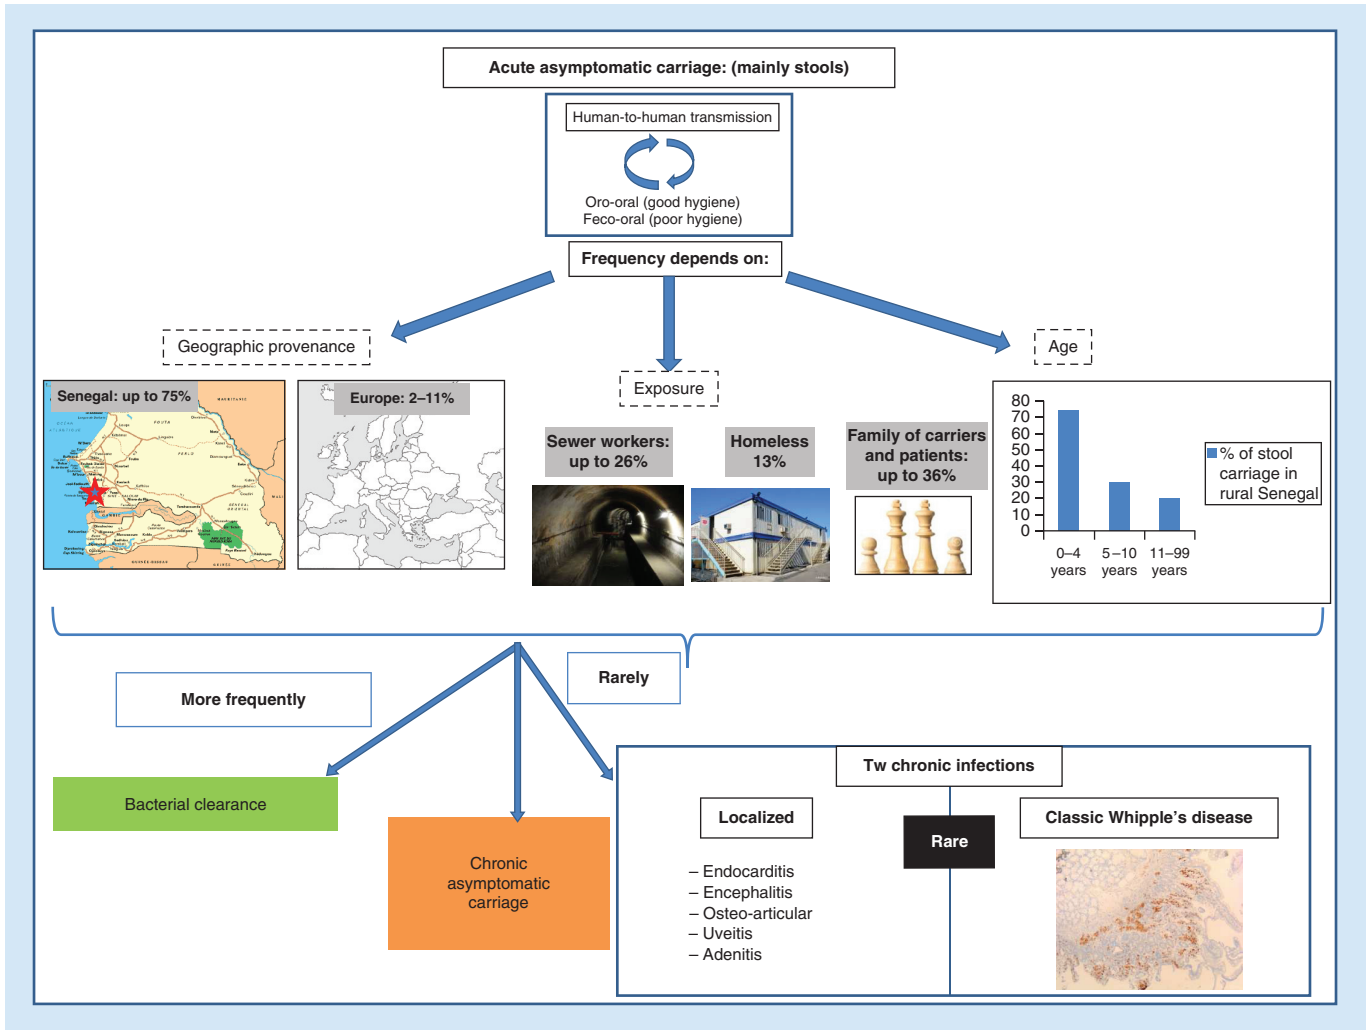 Acute asymptomatic carriage: (mainly stools)
Human-to-human transmission
Oro-oral (good hygiene)
Feco-oral (poor hygiene)
Frequency depends on:
Geographic provenance
Exposure
Age
Senegal: up to 75%
Europe: 2–11%
Sewer workers:
up to 26%
Homeless
13%
Family of carriers
and patients:
up to 36%
80
70
60
50
40
30
20
10
0
0–4
years
5–10
years
11–99
years
% of stool
carriage in
rural Senegal
More frequently
Rarely
Bacterial clearance
Chronic
asymptomatic
carriage
Tw chronic infections
Localized
Rare
Classic Whipple's disease
– Endocarditis
– Encephalitis
– Osteo-articular
– Uveitis
– Adenitis